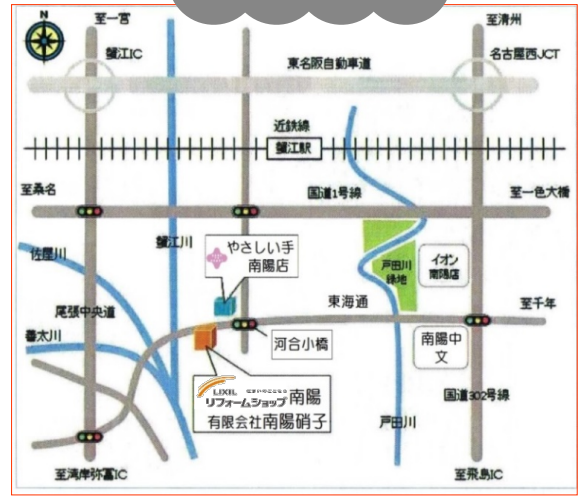 至一宮
至清州
蟹江IC
名古屋西JCT
東名阪自動車道
近鉄線
蟹江駅
至桑名
国道1号線
至一色大橋
蟹江川
やさしい手
南陽店
佐屋川
戸田川
緑地
イオン
南陽店
尾張中央道
東海通
至千年
善太川
河合小橋
南陽中
文
LIXIL
リフォームショップ 南陽
有限会社南陽硝子
国道302号線
戸田川
至湾岸弥富IC
至飛島IC